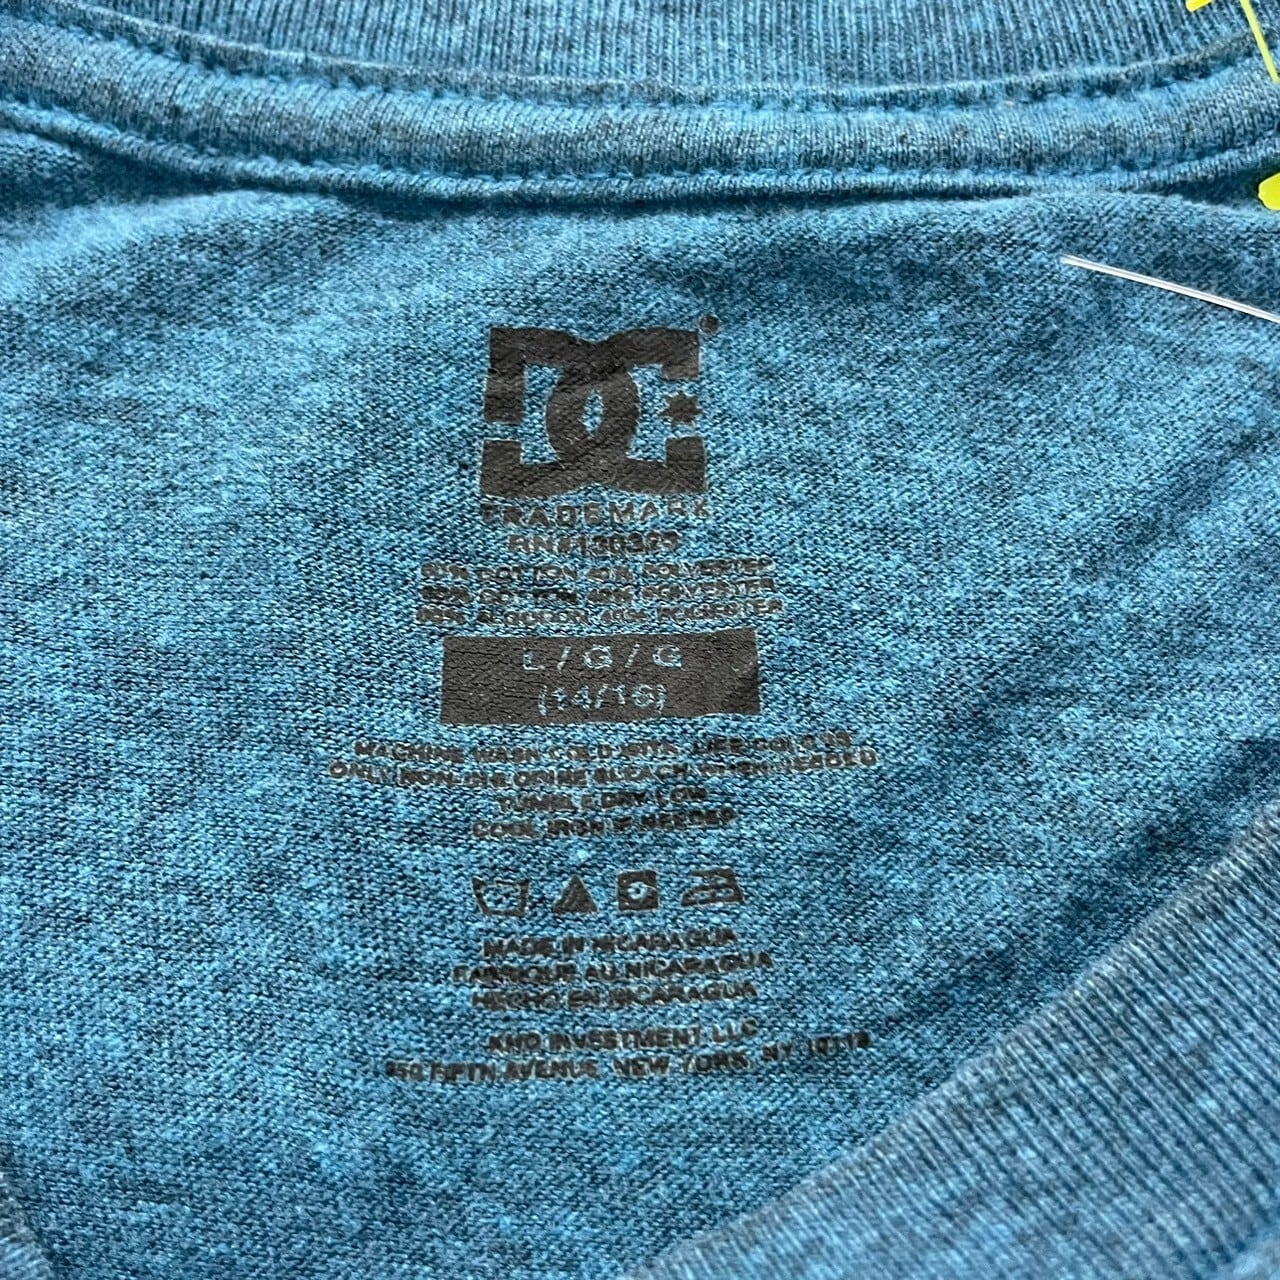 DC
TRADEMARK
RN#130323
60% COTTON 40% POLYESTER
60% COTON 40% POLYESTER
60% ALGODON 40% POLIESTER
L / G / G
(14/16)
MACHINE WASH COLD WITH LIKE COLORS
ONLY NON-CHLORINE BLEACH WHEN NEEDED
TUMBLE DRY LOW
COOL IRON IF NEEDED
MADE IN NICARAGUA
FABRIQUE AU NICARAGUA
HECHO EN NICARAGUA
KHQ INVESTMENT LLC
350 FIFTH AVENUE, NEW YORK, NY 10118